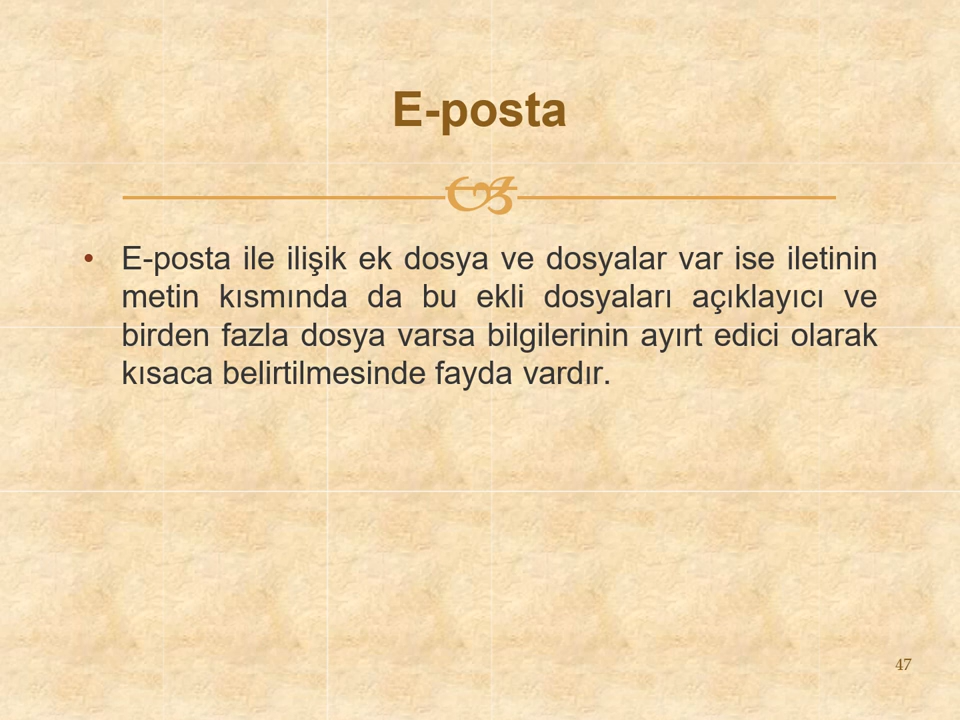 E-posta
• E-posta ile ilişik ek dosya ve dosyalar var ise iletinin
metin kısmında da bu ekli dosyaları açıklayıcı ve
birden fazla dosya varsa bilgilerinin ayırt edici olarak
kısaca belirtilmesinde fayda vardır.
47